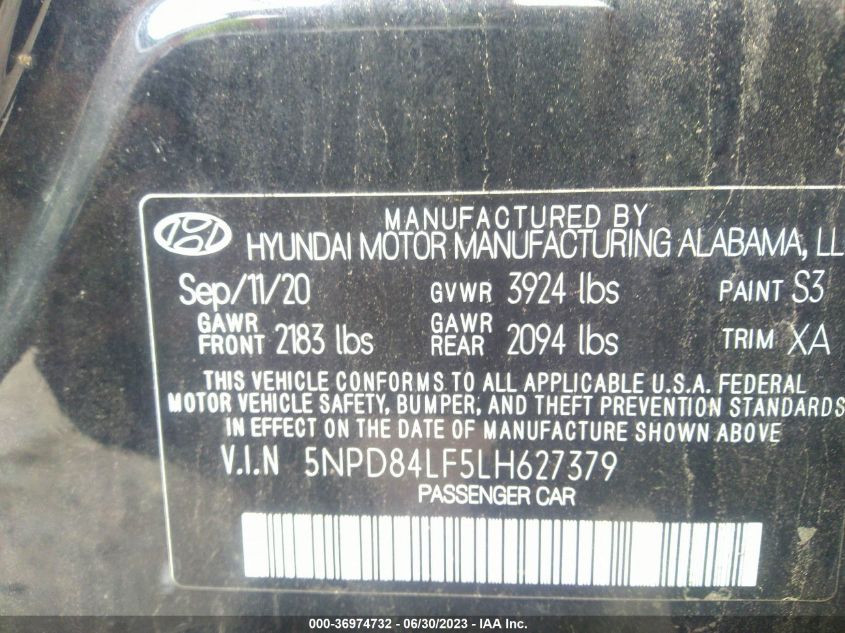 MANUFACTURED BY
HYUNDAI MOTOR MANUFACTURING ALABAMA, LL
Sep/11/20 GVWR 3924 lbs PAINT S3
GAWR FRONT 2183 lbs GAWR REAR 2094 lbs TRIM XA
THIS VEHICLE CONFORMS TO ALL APPLICABLE U.S.A. FEDERAL
MOTOR VEHICLE SAFETY, BUMPER, AND THEFT PREVENTION STANDARDS
IN EFFECT ON THE DATE OF MANUFACTURE SHOWN ABOVE
V.I.N 5NPD84LF5LH627379
PASSENGER CAR
000-36974732 - 06/30/2023 - IAA Inc.